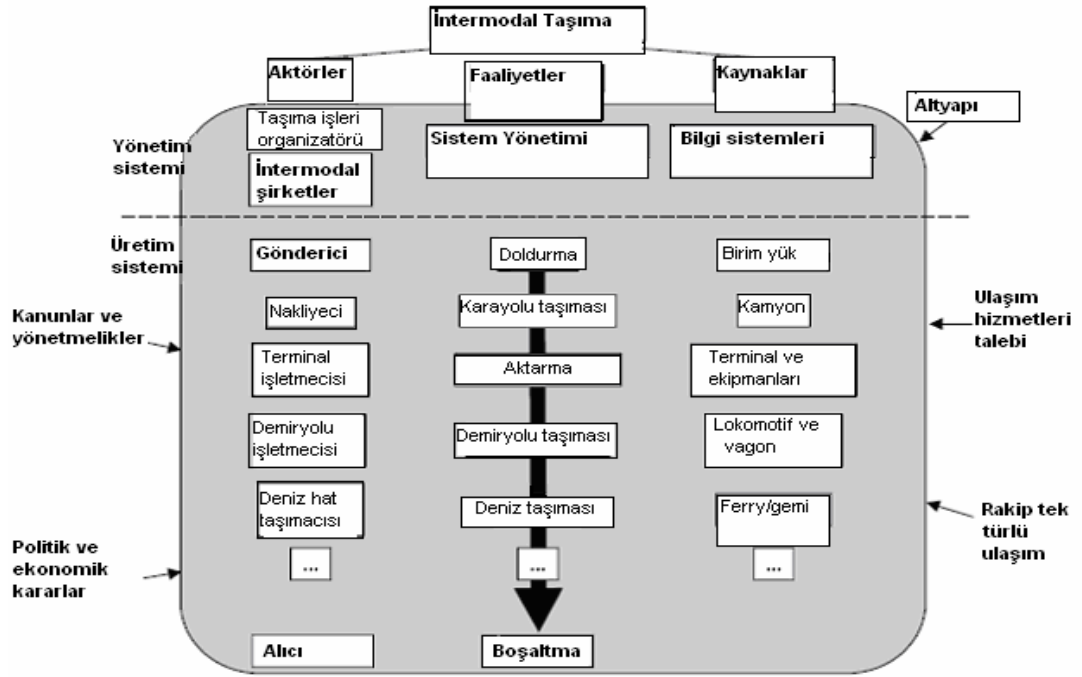 İntermodal Taşıma
Aktörler
Faaliyetler
Kaynaklar
Altyapı
Yönetim
sistemi
Taşıma işleri
organizatörü
İntermodal
şirketler
Sistem Yönetimi
Bilgi sistemleri
Üretim
sistemi
Gönderici
Doldurma
Birim yük
Kanunlar ve
yönetmelikler
Nakliyeci
Karayolu taşıması
Kamyon
Ulaşım
hizmetleri
talebi
Terminal
işletmecisi
Aktarma
Terminal ve
ekipmanları
Demiryolu
işletmecisi
Demiryolu taşıması
Lokomotif ve
vagon
Deniz hat
taşımacısı
Deniz taşıması
Ferry/gemi
Rakip tek
türlü
ulaşım
Politik ve
ekonomik
kararlar
...
...
...
Alıcı
Boşaltma